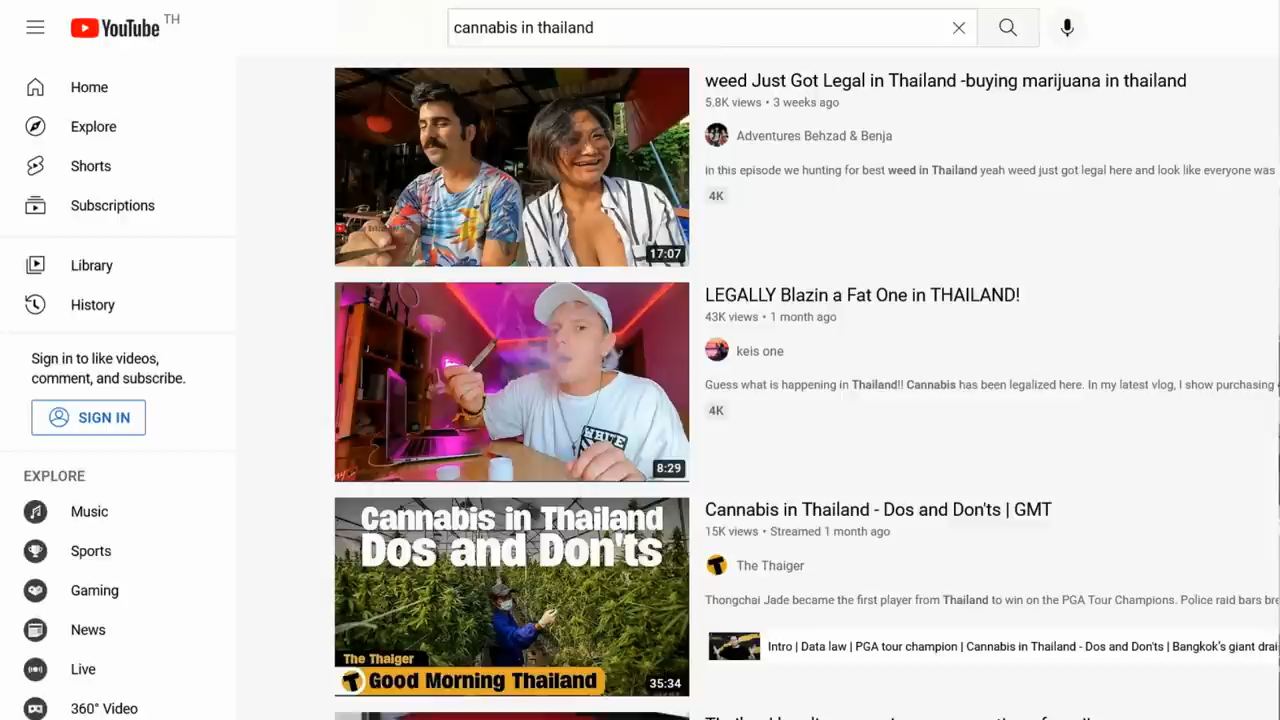 YouTube TH
cannabis in thailand
Home
Explore
Shorts
Subscriptions
Library
History
Sign in to like videos,
comment, and subscribe.
SIGN IN
EXPLORE
Music
Sports
Gaming
News
Live
360° Video
17:07
weed Just Got Legal in Thailand -buying marijuana in thailand
5.8K views • 3 weeks ago
Adventures Behzad & Benja
In this episode we hunting for best weed in Thailand yeah weed just got legal here and look like everyone was
4K
WHITE
8:29
LEGALLY Blazin a Fat One in THAILAND!
43K views • 1 month ago
keis one
Guess what is happening in Thailand!! Cannabis has been legalized here. In my latest vlog, I show purchasing
4K
Cannabis in Thailand
Dos and Don'ts
The Thaiger
Good Morning Thailand
35:34
Cannabis in Thailand - Dos and Don'ts | GMT
15K views • Streamed 1 month ago
The Thaiger
Thongchai Jade became the first player from Thailand to win on the PGA Tour Champions. Police raid bars bre
Intro | Data law | PGA tour champion | Cannabis in Thailand - Dos and Don'ts | Bangkok's giant drai